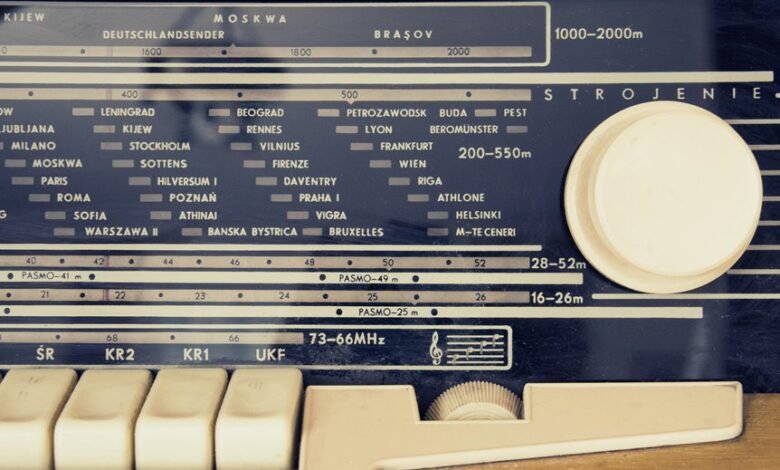 KIJEW MOSKWA
DEUTSCHLANDSENDER BRAŞOV 1000–2000m
1600 1800 2000
400 500 STROJENIE
LENINGRAD BEOGRAD PETROZAWODSK BUDA PEST
KIJEW RENNES LYON BEROMÜNSTER
MILANO STOCKHOLM VILNIUS FRANKFURT 200–550m
MOSKWA SOTTENS FIRENZE WIEN
PARIS HILVERSUM I DAVENTRY RIGA
ROMA POZNAŃ PRAHA I ATHLONE
SOFIA ATHINAI VIGRA HELSINKI
WARSZAWA II BANSKA BYSTRICA BRUXELLES M–TE CENERI
40 42 44 46 48 50 52 28–52m
PASMO–41 m PASMO–49 m
21 22 23 24 25 26 16–26m
PASMO–25 m
68 66 73–66MHz
ŚR KR2 KR1 UKF